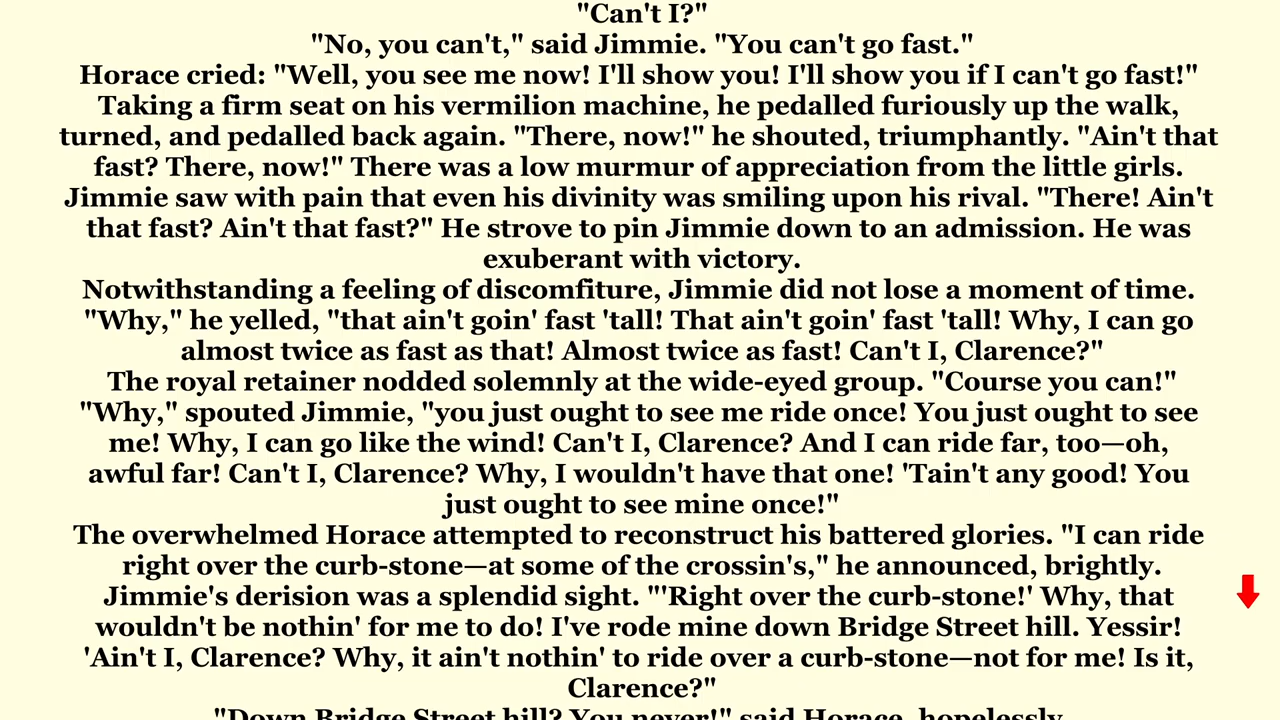 "Can't I?"
"No, you can't," said Jimmie. "You can't go fast."
Horace cried: "Well, you see me now! I'll show you! I'll show you if I can't go fast!"
Taking a firm seat on his vermilion machine, he pedalled furiously up the walk,
turned, and pedalled back again. "There, now!" he shouted, triumphantly. "Ain't that
fast? There, now!" There was a low murmur of appreciation from the little girls.
Jimmie saw with pain that even his divinity was smiling upon his rival. "There! Ain't
that fast? Ain't that fast?" He strove to pin Jimmie down to an admission. He was
exuberant with victory.
Notwithstanding a feeling of discomfiture, Jimmie did not lose a moment of time.
"Why," he yelled, "that ain't goin' fast 'tall! That ain't goin' fast 'tall! Why, I can go
almost twice as fast as that! Almost twice as fast! Can't I, Clarence?"
The royal retainer nodded solemnly at the wide-eyed group. "Course you can!"
"Why," spouted Jimmie, "you just ought to see me ride once! You just ought to see
me! Why, I can go like the wind! Can't I, Clarence? And I can ride far, too—oh,
awful far! Can't I, Clarence? Why, I wouldn't have that one! 'Tain't any good! You
just ought to see mine once!"
The overwhelmed Horace attempted to reconstruct his battered glories. "I can ride
right over the curb-stone—at some of the crossin's," he announced, brightly.
Jimmie's derision was a splendid sight. "'Right over the curb-stone!' Why, that
wouldn't be nothin' for me to do! I've rode mine down Bridge Street hill. Yessir!
'Ain't I, Clarence? Why, it ain't nothin' to ride over a curb-stone—not for me! Is it,
Clarence?"
"Down Bridge Street hill? You never!" said Horace, hopelessly.